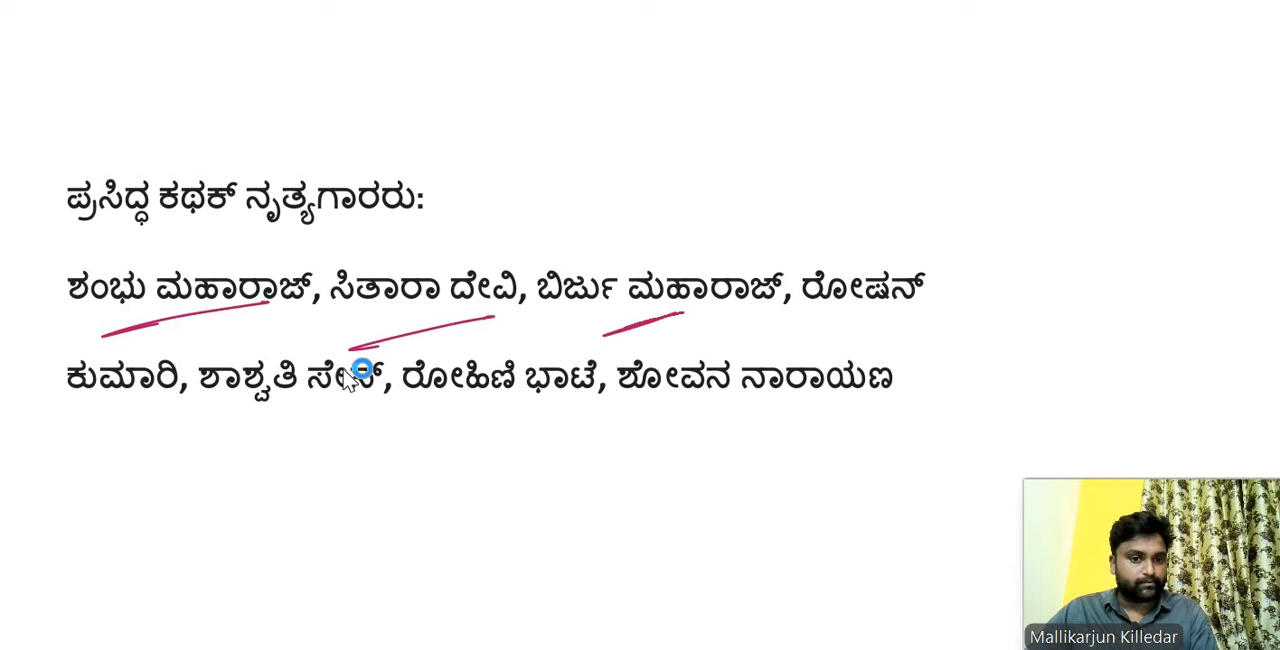 ಪ್ರಸಿದ್ಧ ಕಥಕ್ ನೃತ್ಯಗಾರರು:
ಶಂಭು ಮಹಾರಾಜ್, ಸಿತಾರಾ ದೇವಿ, ಬಿರ್ಜು ಮಹಾರಾಜ್, ರೋಷನ್
ಕುಮಾರಿ, ಶಾಶ್ವತಿ ಸೇನ್, ರೋಹಿಣಿ ಭಾಟೆ, ಶೋವನ ನಾರಾಯಣ
Mallikarjun Killedar